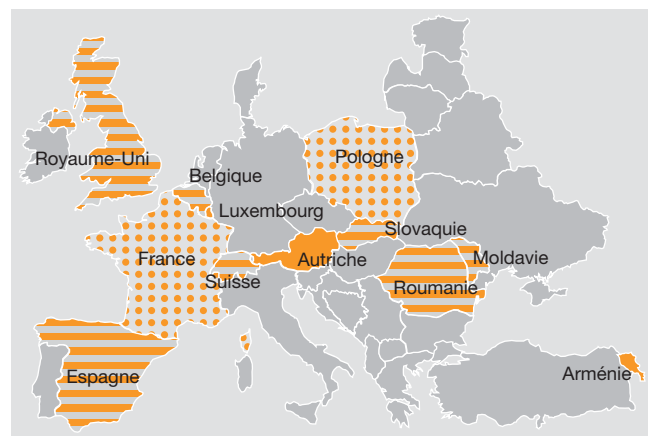 Royaume-Uni
Pologne
Belgique
Luxembourg
Slovaquie
France
Autriche
Moldavie
Suisse
Roumanie
Espagne
Arménie